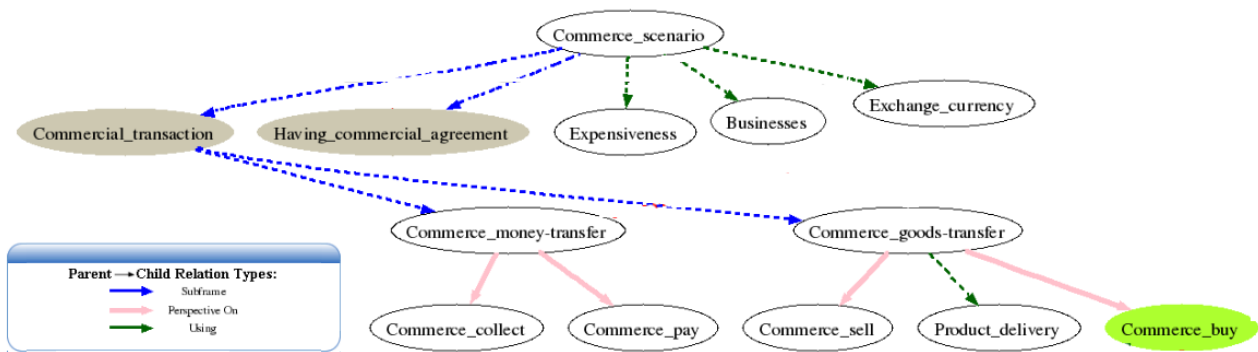 Commerce_scenario
Commercial_transaction
Having_commercial_agreement
Expensiveness
Businesses
Exchange_currency
Commerce_money-transfer
Commerce_goods-transfer
Parent → Child Relation Types:
Subframe
Perspective On
Using
Commerce_collect
Commerce_pay
Commerce_sell
Product_delivery
Commerce_buy